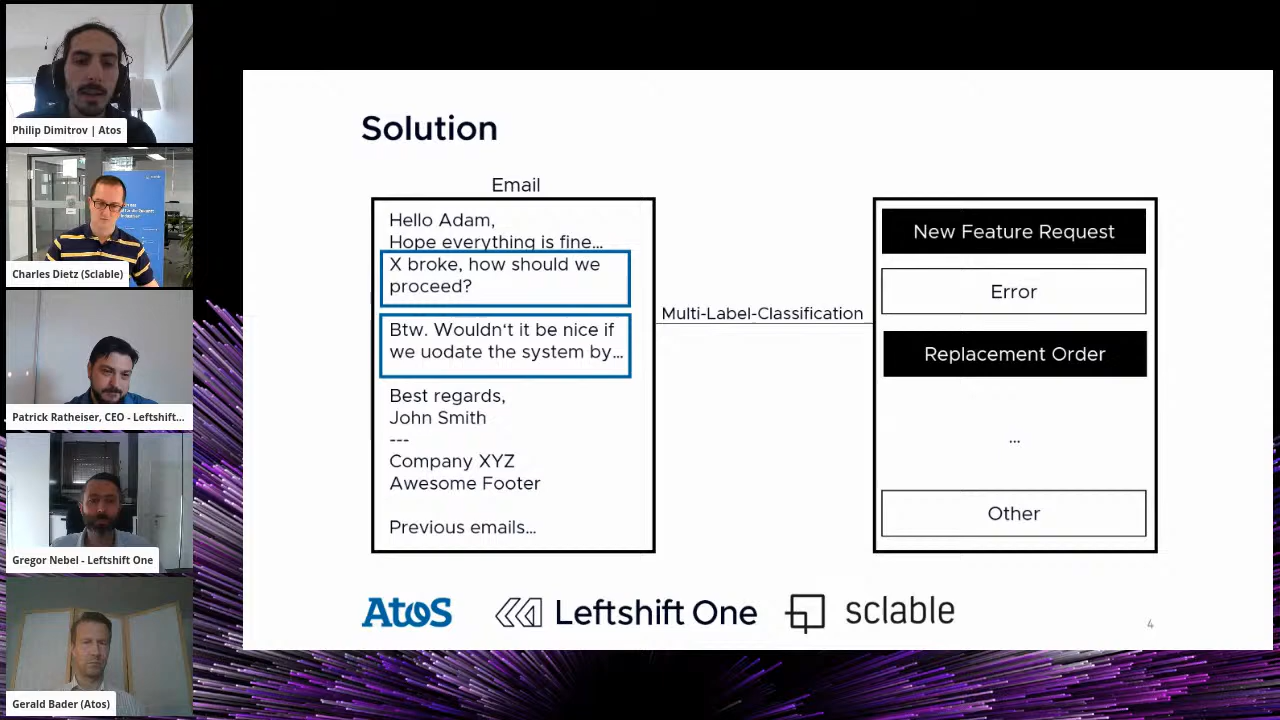 Philip Dimitrov | Atos
Charles Dietz (Sclable)
Patrick Ratheiser, CEO - Leftshift...
Gregor Nebel - Leftshift One
Gerald Bader (Atos)
Solution
Email
Hello Adam,
Hope everything is fine...
X broke, how should we
proceed?
Btw. Wouldn't it be nice if
we uodate the system by...
Best regards,
John Smith
---
Company XYZ
Awesome Footer
Previous emails...
Multi-Label-Classification
New Feature Request
Error
Replacement Order
...
Other
Atos
Leftshift One
sclable
4